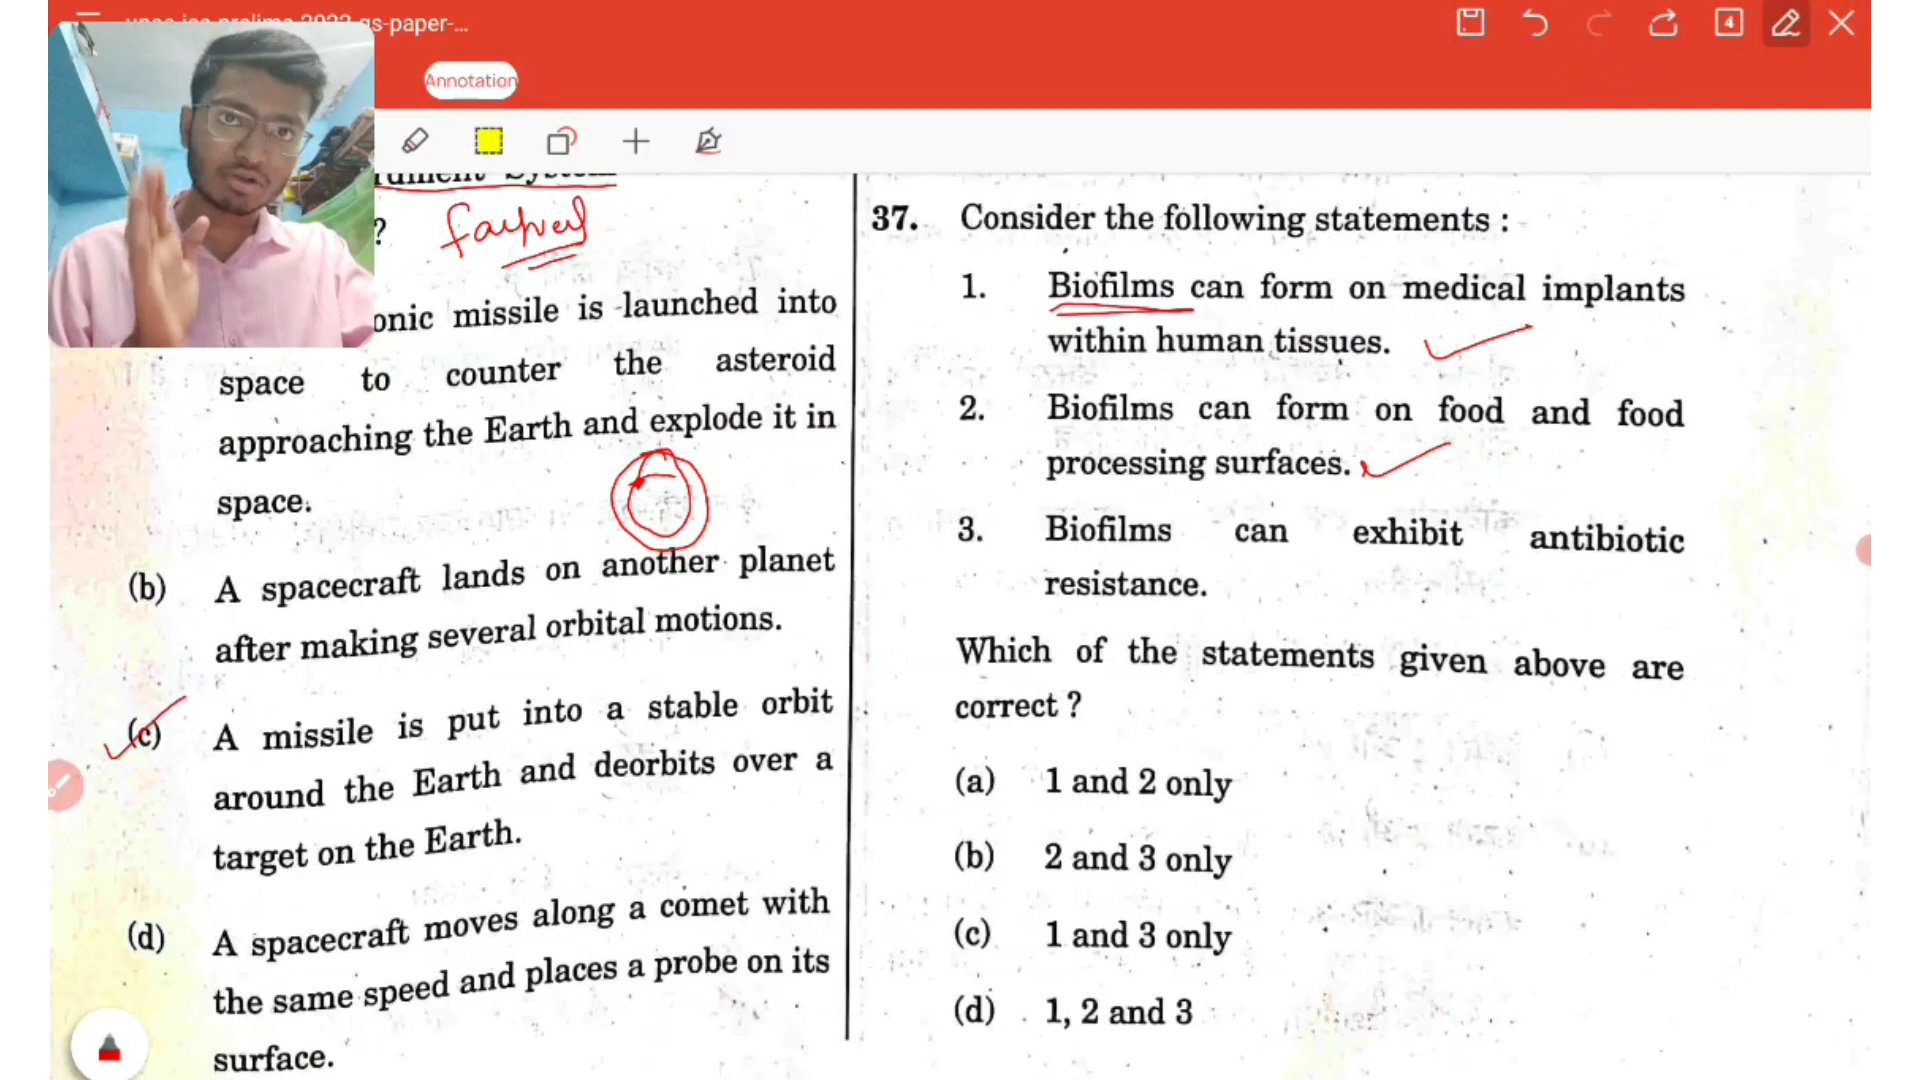 upsc-ias-prelims-2022-gs-paper-...
4
Annotation
?
onic missile is launched into
space to counter the asteroid
approaching the Earth and explode it in
space.
(b) A spacecraft lands on another planet
after making several orbital motions.
(c) A missile is put into a stable orbit
around the Earth and deorbits over a
target on the Earth.
(d) A spacecraft moves along a comet with
the same speed and places a probe on its
surface.
37. Consider the following statements :
1. Biofilms can form on medical implants
within human tissues.
2. Biofilms can form on food and food
processing surfaces.
3. Biofilms can exhibit antibiotic
resistance.
Which of the statements given above are
correct ?
(a) 1 and 2 only
(b) 2 and 3 only
(c) 1 and 3 only
(d) 1, 2 and 3